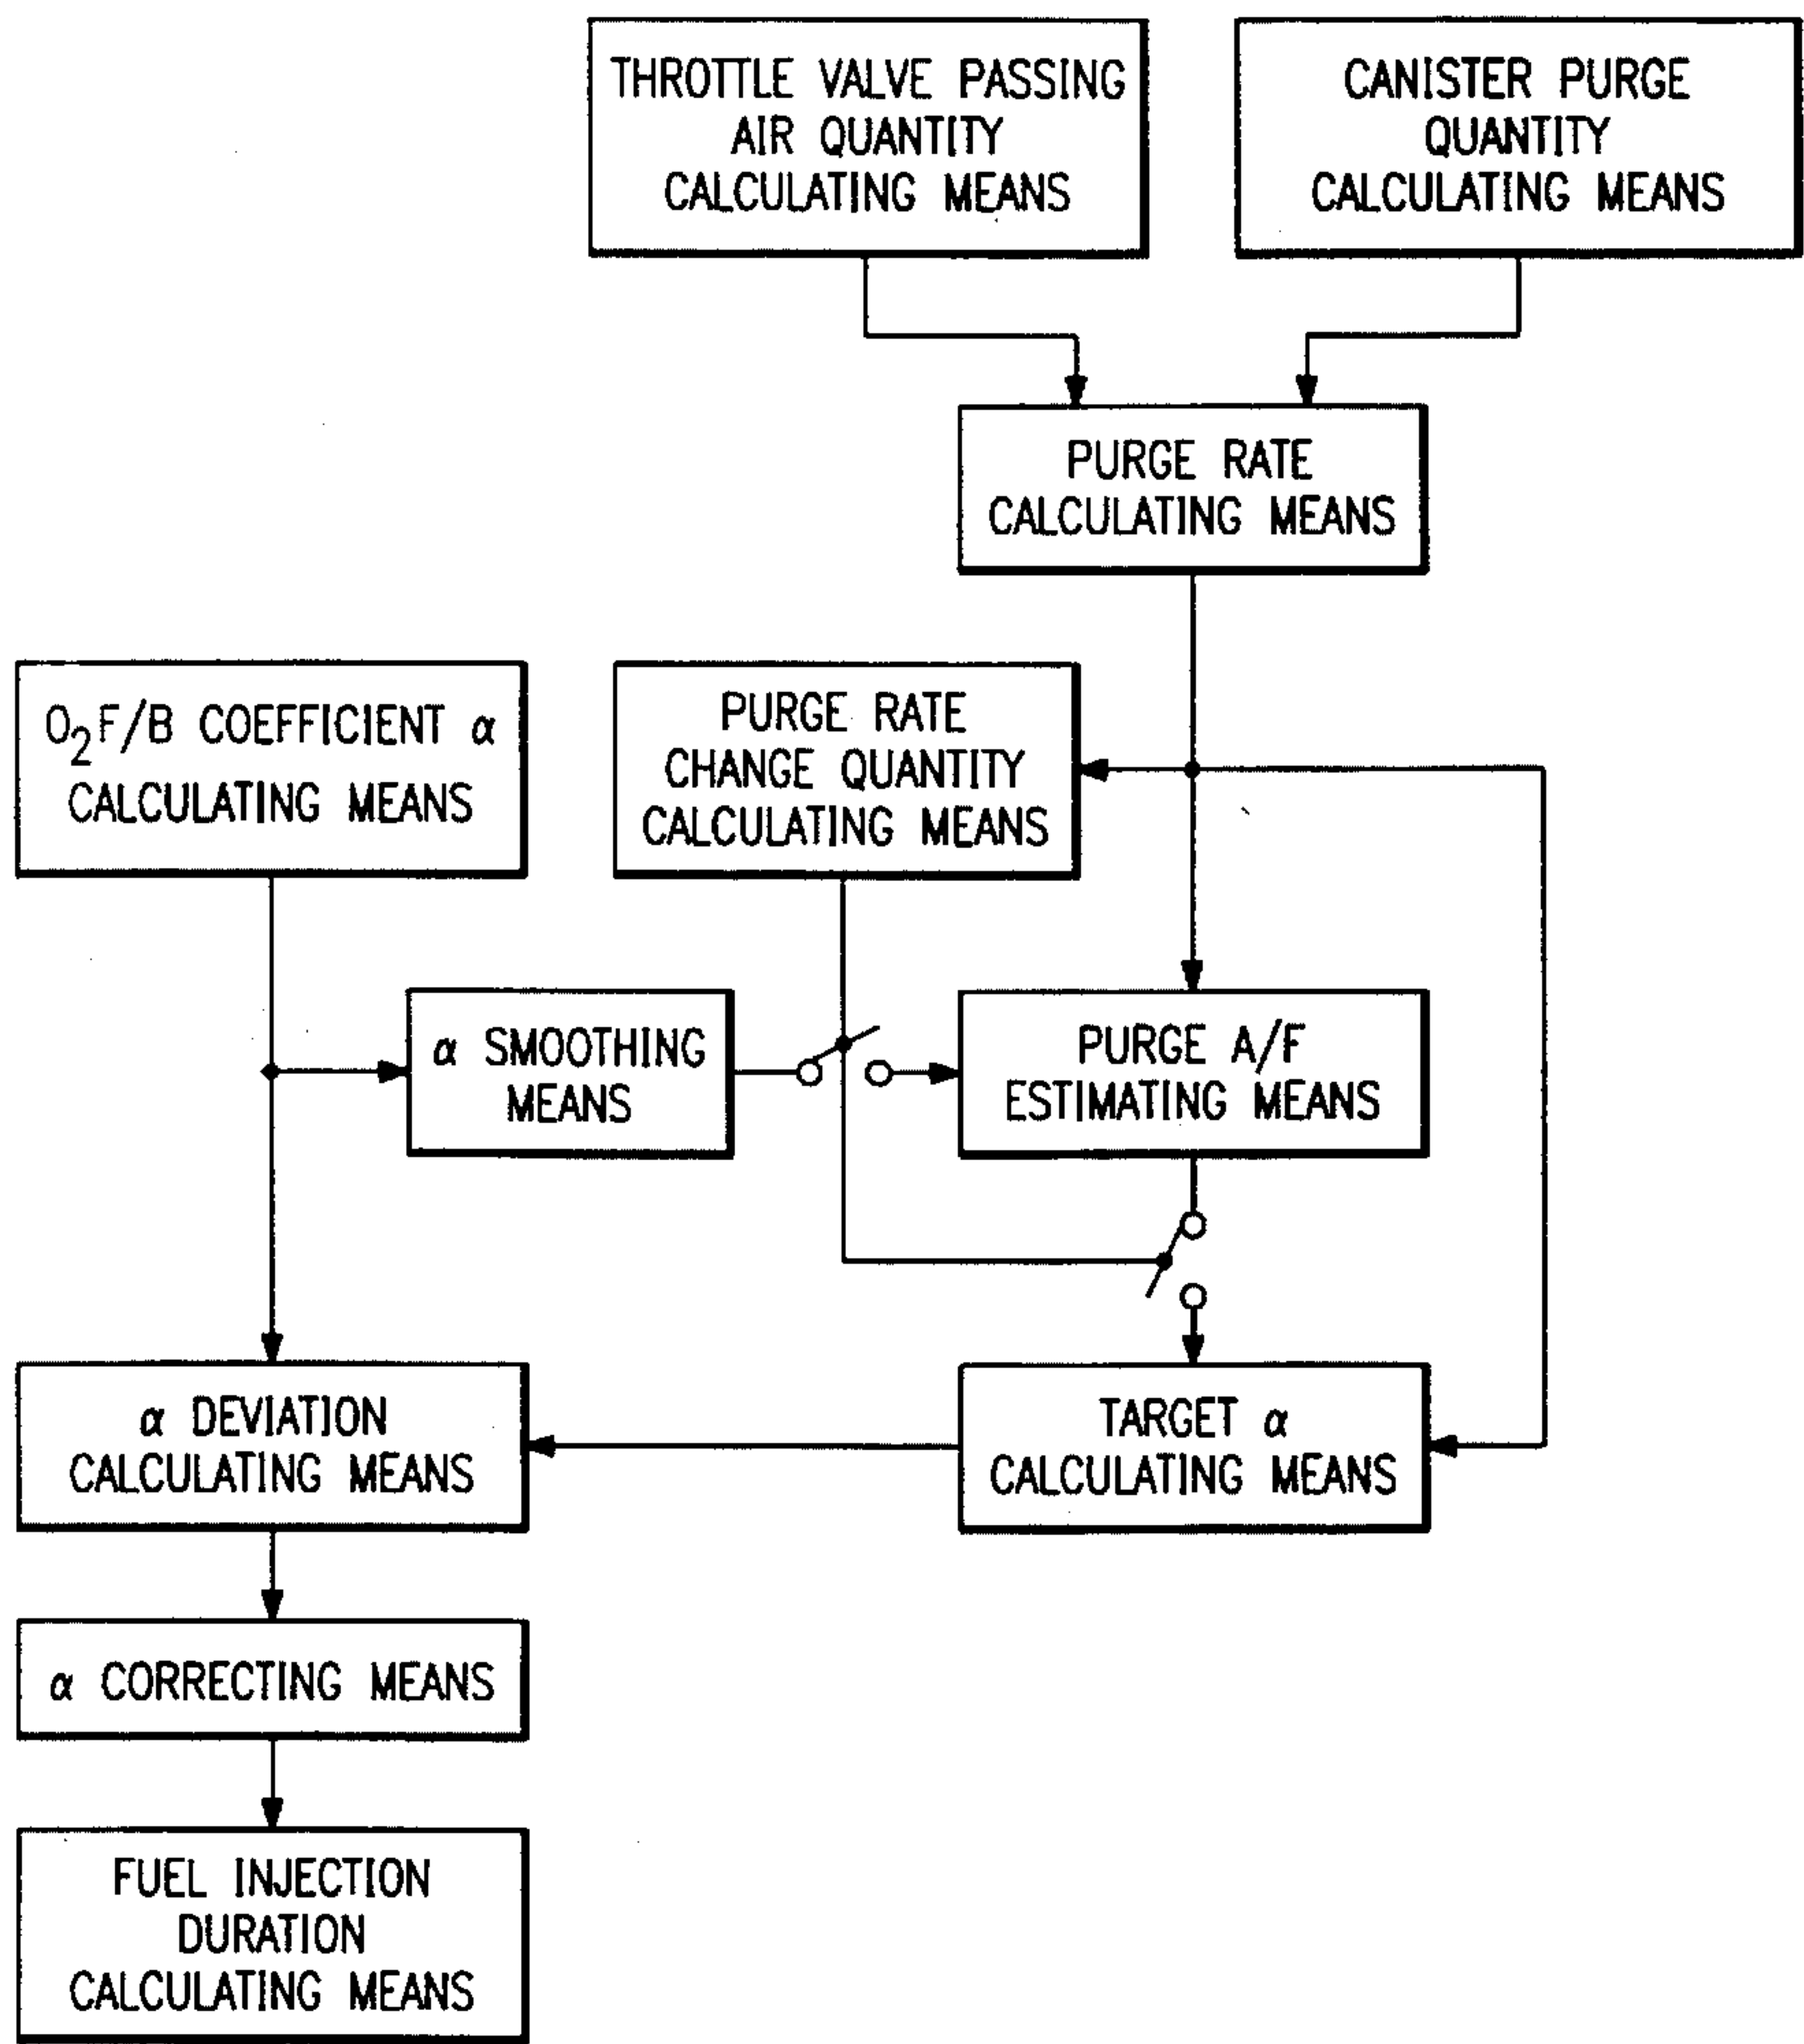 THROTTLE VALVE PASSING
AIR QUANTITY
CALCULATING MEANS
CANISTER PURGE
QUANTITY
CALCULATING MEANS
PURGE RATE
CALCULATING MEANS
O₂F/B COEFFICIENT α
CALCULATING MEANS
PURGE RATE
CHANGE QUANTITY
CALCULATING MEANS
α SMOOTHING
MEANS
PURGE A/F
ESTIMATING MEANS
α DEVIATION
CALCULATING MEANS
TARGET α
CALCULATING MEANS
α CORRECTING MEANS
FUEL INJECTION
DURATION
CALCULATING MEANS